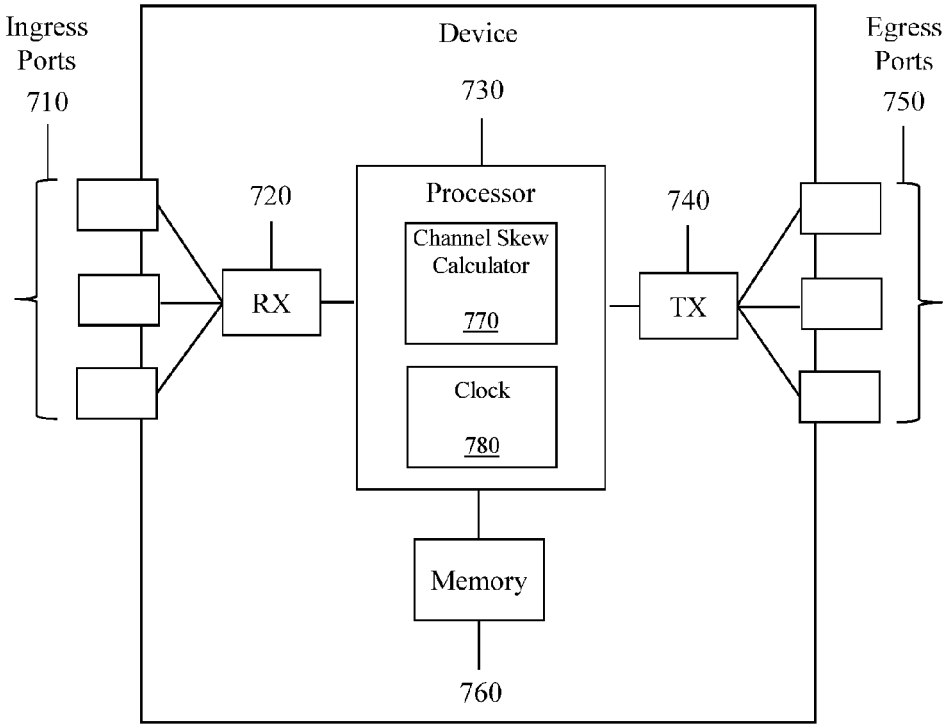 Ingress
Ports
710
Device
Egress
Ports
750
730
720
740
Processor
Channel Skew
Calculator
770
RX
TX
Clock
780
Memory
760